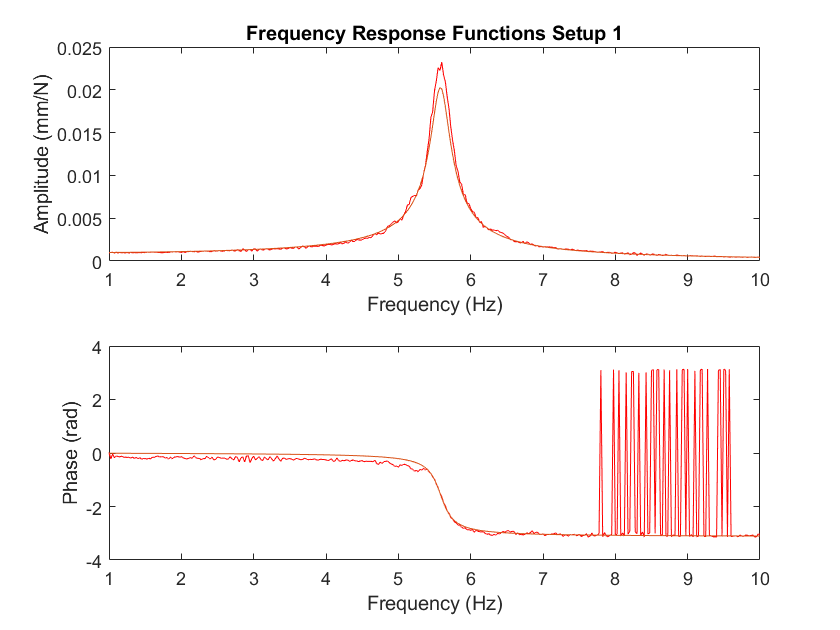 Frequency Response Functions Setup 1
0.025
0.02
0.015
0.01
0.005
0
Amplitude (mm/N)
1 2 3 4 5 6 7 8 9 10
Frequency (Hz)
4
2
0
-2
-4
Phase (rad)
1 2 3 4 5 6 7 8 9 10
Frequency (Hz)